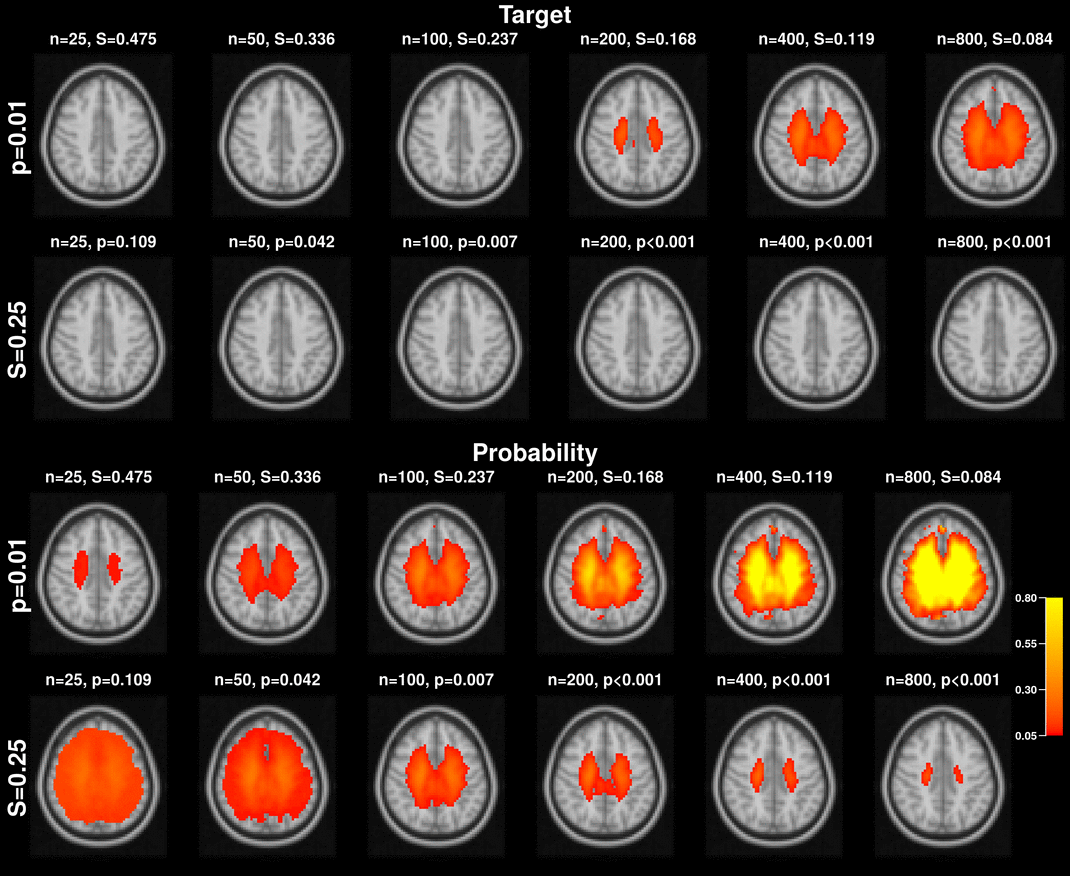 Target
n=25, S=0.475 n=50, S=0.336 n=100, S=0.237 n=200, S=0.168 n=400, S=0.119 n=800, S=0.084
p=0.01
n=25, p=0.109 n=50, p=0.042 n=100, p=0.007 n=200, p<0.001 n=400, p<0.001 n=800, p<0.001
S=0.25
Probability
n=25, S=0.475 n=50, S=0.336 n=100, S=0.237 n=200, S=0.168 n=400, S=0.119 n=800, S=0.084
p=0.01
0.80
0.55
0.30
0.05
n=25, p=0.109 n=50, p=0.042 n=100, p=0.007 n=200, p<0.001 n=400, p<0.001 n=800, p<0.001
S=0.25